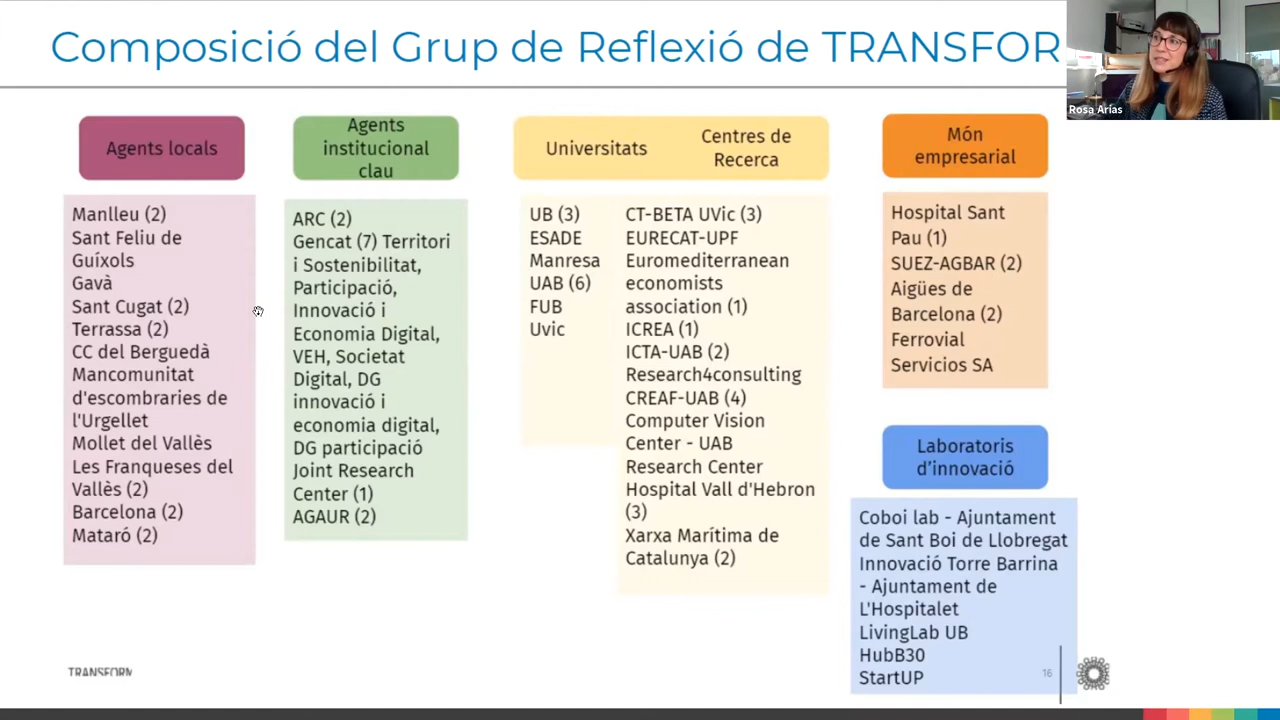 Composició del Grup de Reflexió de TRANSFOR
Rosa Arías
Agents locals
Manlleu (2)
Sant Feliu de
Guíxols
Gavà
Sant Cugat (2)
Terrassa (2)
CC del Berguedà
Mancomunitat
d'escombraries de
l'Urgellet
Mollet del Vallès
Les Franqueses del
Vallès (2)
Barcelona (2)
Mataró (2)
Agents
institucional
clau
ARC (2)
Gencat (7) Territori
i Sostenibilitat,
Participació,
Innovació i
Economia Digital,
VEH, Societat
Digital, DG
innovació i
economia digital,
DG participació
Joint Research
Center (1)
AGAUR (2)
Universitats
UB (3)
ESADE
Manresa
UAB (6)
FUB
Uvic
Centres de
Recerca
CT-BETA UVic (3)
EURECAT-UPF
Euromediterranean
economists
association (1)
ICREA (1)
ICTA-UAB (2)
Research4consulting
CREAF-UAB (4)
Computer Vision
Center - UAB
Research Center
Hospital Vall d'Hebron
(3)
Xarxa Marítima de
Catalunya (2)
Món
empresarial
Hospital Sant
Pau (1)
SUEZ-AGBAR (2)
Aigües de
Barcelona (2)
Ferrovial
Servicios SA
Laboratoris
d’innovació
Coboi lab - Ajuntament
de Sant Boi de Llobregat
Innovació Torre Barrina
- Ajuntament de
L'Hospitalet
LivingLab UB
HubB30
StartUP
TRANSFORM
16